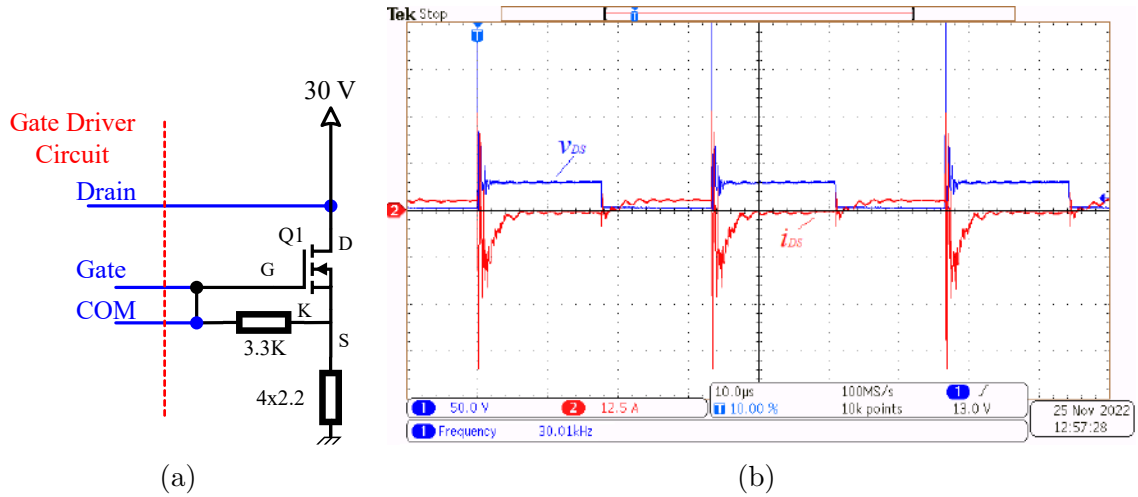 30 V
Gate Driver
Circuit
Drain
Q1
D
G
Gate
COM
K
S
3.3K
4x2.2
(a)
Tek Stop
T
T
v_DS
2
i_DS
1 50.0 V
2 12.5 A
10.0µs
T 10.00 %
100MS/s
10k points
1 ∫
13.0 V
1 Frequency
30.01kHz
25 Nov 2022
12:57:28
(b)